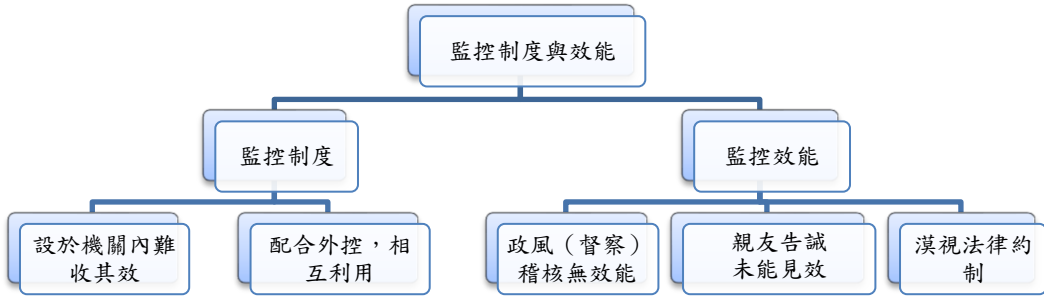 監控制度與效能
監控制度
監控效能
設於機關內難
收其效
配合外控，相
互利用
政風（督察）
稽核無效能
親友告誡
未能見效
漠視法律約
制